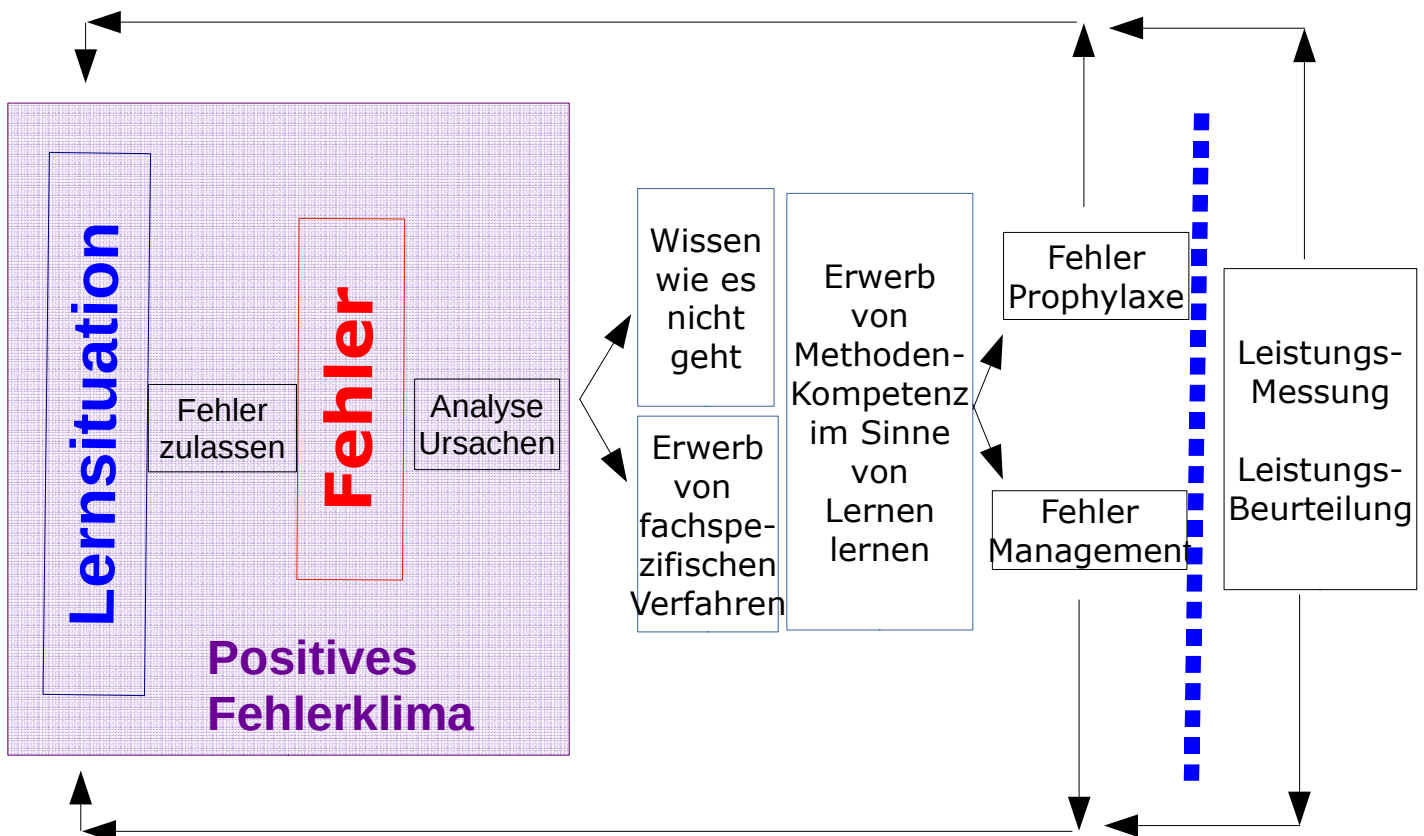 Lernsituation
Fehler
zulassen
Fehler
Analyse
Ursachen
Positives
Fehlerklima
Wissen
wie es
nicht
geht
Erwerb
von
fachspe-
zifischen
Verfahren
Erwerb
von
Methoden-
Kompetenz
im Sinne
von
Lernen
lernen
Fehler
Prophylaxe
Fehler
Management
Leistungs-
Messung
Leistungs-
Beurteilung